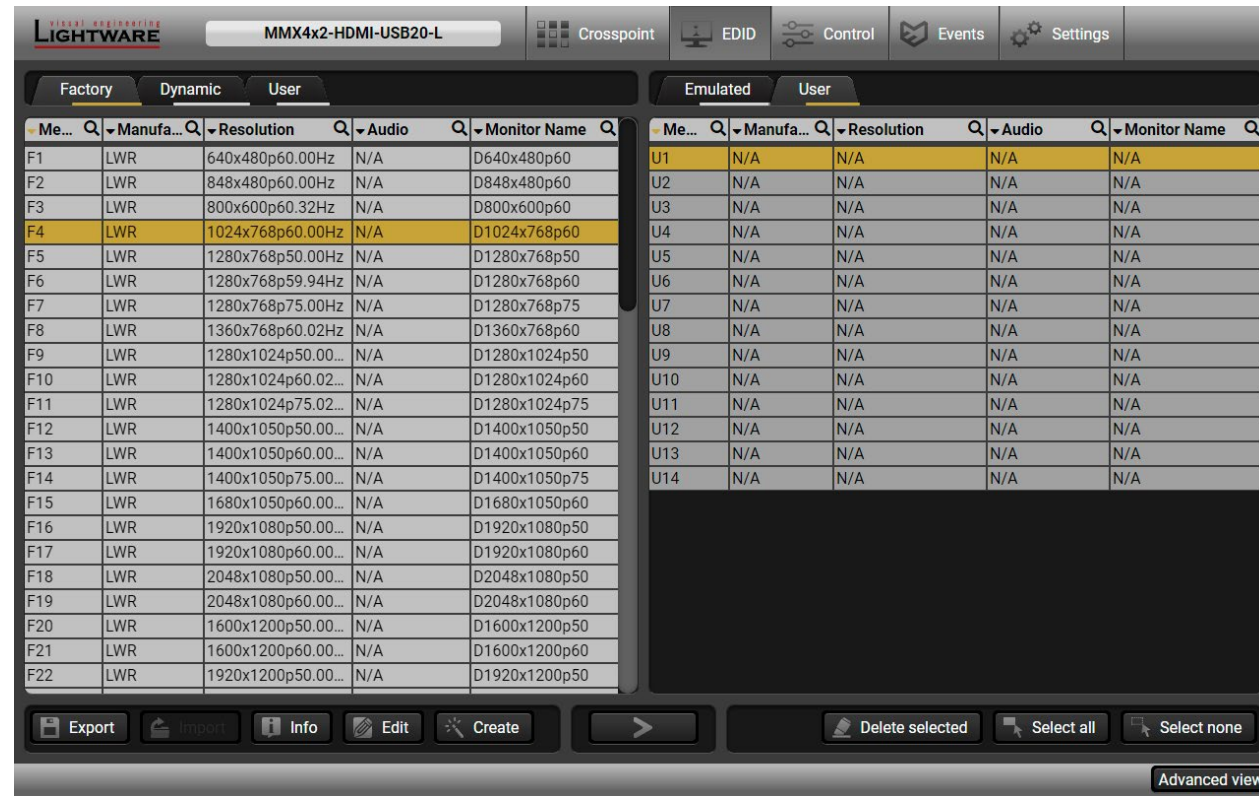 visual engineering
LIGHTWARE MMX4x2-HDMI-USB20-L Crosspoint EDID Control Events Settings
Factory Dynamic User Emulated User
Me... Manufa... Resolution Audio Monitor Name Me... Manufa... Resolution Audio Monitor Name
F1 LWR 640x480p60.00Hz N/A D640x480p60 U1 N/A N/A N/A N/A
F2 LWR 848x480p60.00Hz N/A D848x480p60 U2 N/A N/A N/A N/A
F3 LWR 800x600p60.32Hz N/A D800x600p60 U3 N/A N/A N/A N/A
F4 LWR 1024x768p60.00Hz N/A D1024x768p60 U4 N/A N/A N/A N/A
F5 LWR 1280x768p50.00Hz N/A D1280x768p50 U5 N/A N/A N/A N/A
F6 LWR 1280x768p59.94Hz N/A D1280x768p60 U6 N/A N/A N/A N/A
F7 LWR 1280x768p75.00Hz N/A D1280x768p75 U7 N/A N/A N/A N/A
F8 LWR 1360x768p60.02Hz N/A D1360x768p60 U8 N/A N/A N/A N/A
F9 LWR 1280x1024p50.00... N/A D1280x1024p50 U9 N/A N/A N/A N/A
F10 LWR 1280x1024p60.02... N/A D1280x1024p60 U10 N/A N/A N/A N/A
F11 LWR 1280x1024p75.02... N/A D1280x1024p75 U11 N/A N/A N/A N/A
F12 LWR 1400x1050p50.00... N/A D1400x1050p50 U12 N/A N/A N/A N/A
F13 LWR 1400x1050p60.00... N/A D1400x1050p60 U13 N/A N/A N/A N/A
F14 LWR 1400x1050p75.00... N/A D1400x1050p75 U14 N/A N/A N/A N/A
F15 LWR 1680x1050p60.00... N/A D1680x1050p60
F16 LWR 1920x1080p50.00... N/A D1920x1080p50
F17 LWR 1920x1080p60.00... N/A D1920x1080p60
F18 LWR 2048x1080p50.00... N/A D2048x1080p50
F19 LWR 2048x1080p60.00... N/A D2048x1080p60
F20 LWR 1600x1200p50.00... N/A D1600x1200p50
F21 LWR 1600x1200p60.00... N/A D1600x1200p60
F22 LWR 1920x1200p50.00... N/A D1920x1200p50
Export Import Info Edit Create > Delete selected Select all Select none
Advanced view